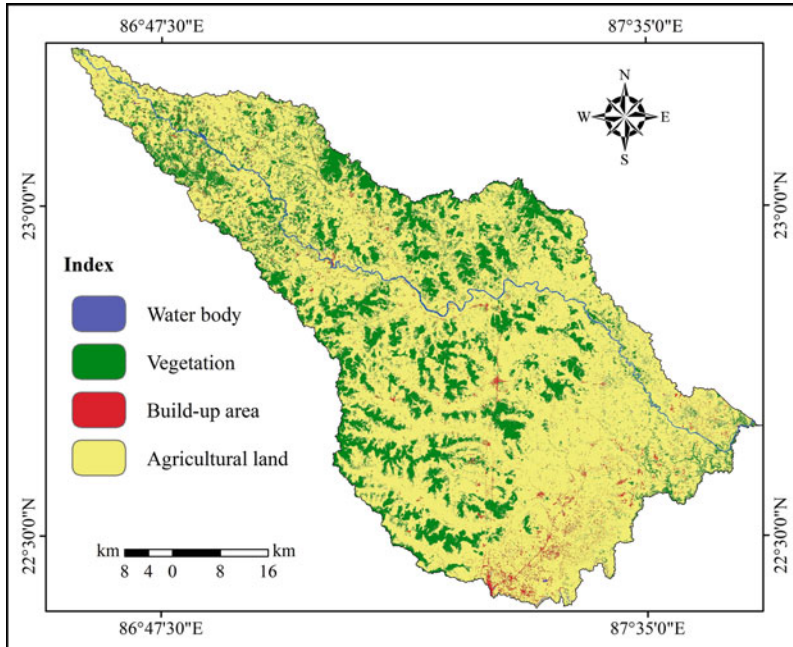 86°47'30"E 87°35'0"E
N
W E
S
23°0'0"N 23°0'0"N
Index
Water body
Vegetation
Build-up area
Agricultural land
22°30'0"N 22°30'0"N
km km
8 4 0 8 16
86°47'30"E 87°35'0"E